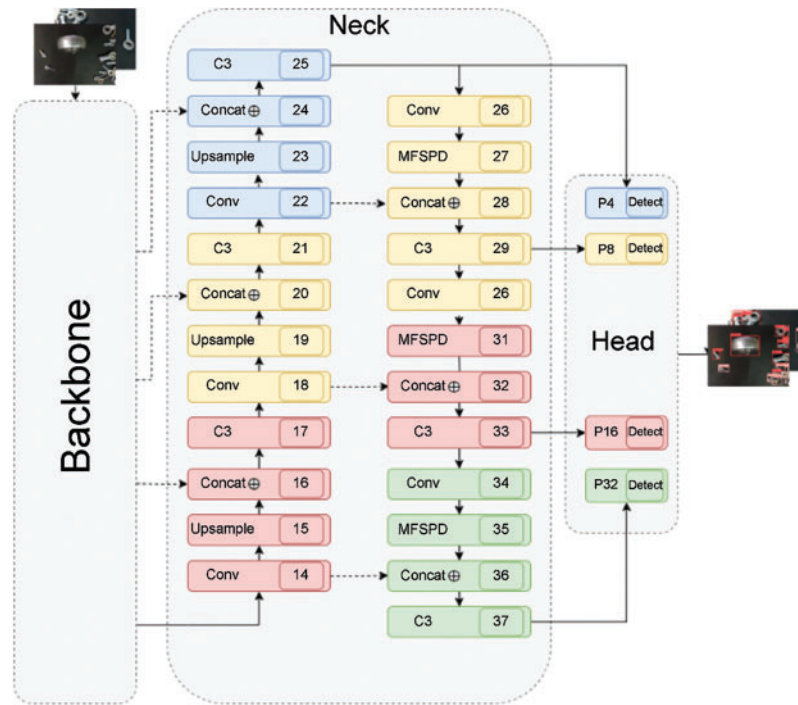 Neck
C3 25
Concat⊕ 24
Upsample 23
Conv 22
C3 21
Concat⊕ 20
Upsample 19
Conv 18
C3 17
Concat⊕ 16
Upsample 15
Conv 14
Conv 26
MFSPD 27
Concat⊕ 28
C3 29
Conv 26
MFSPD 31
Concat⊕ 32
C3 33
Conv 34
MFSPD 35
Concat⊕ 36
C3 37
P4 Detect
P8 Detect
Head
P16 Detect
P32 Detect
Backbone